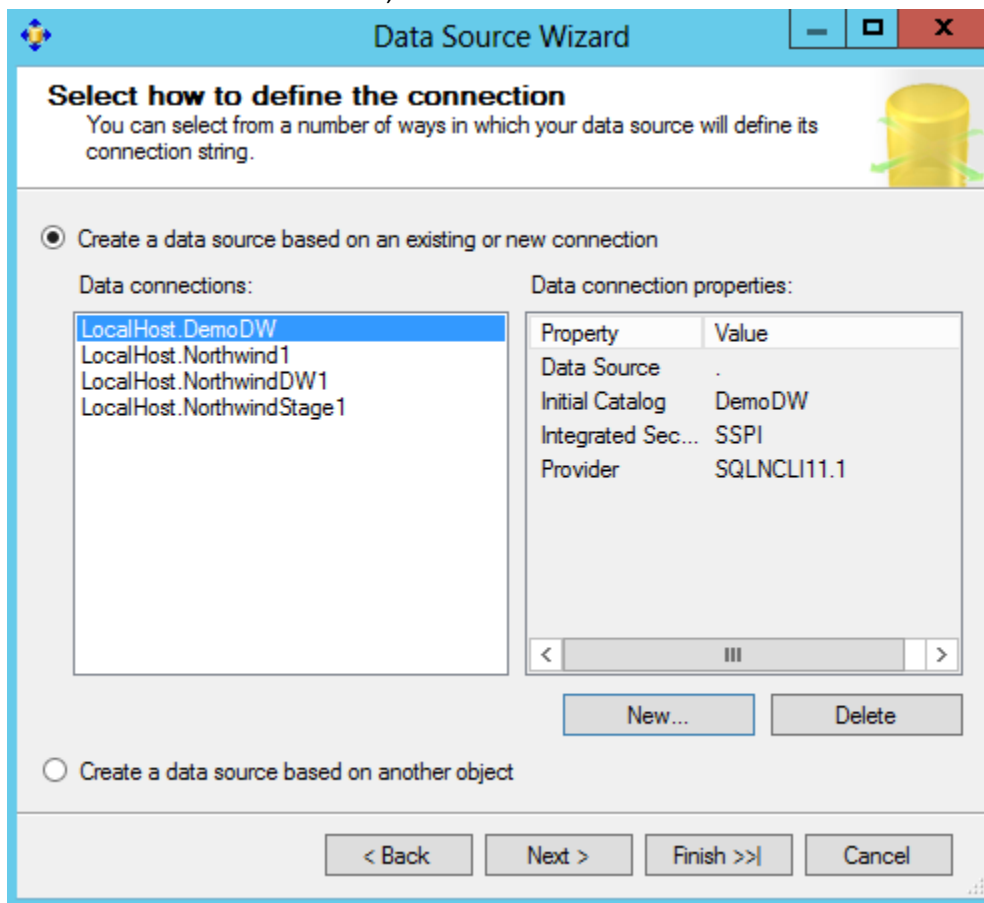 Data Source Wizard
Select how to define the connection
You can select from a number of ways in which your data source will define its
connection string.
Create a data source based on an existing or new connection
Data connections:
LocalHost.DemoDW
LocalHost.Northwind1
LocalHost.NorthwindDW1
LocalHost.NorthwindStage1
Data connection properties:
Property Value
Data Source .
Initial Catalog DemoDW
Integrated Sec... SSPI
Provider SQLNCLI11.1
New... Delete
Create a data source based on another object
< Back Next > Finish >>| Cancel